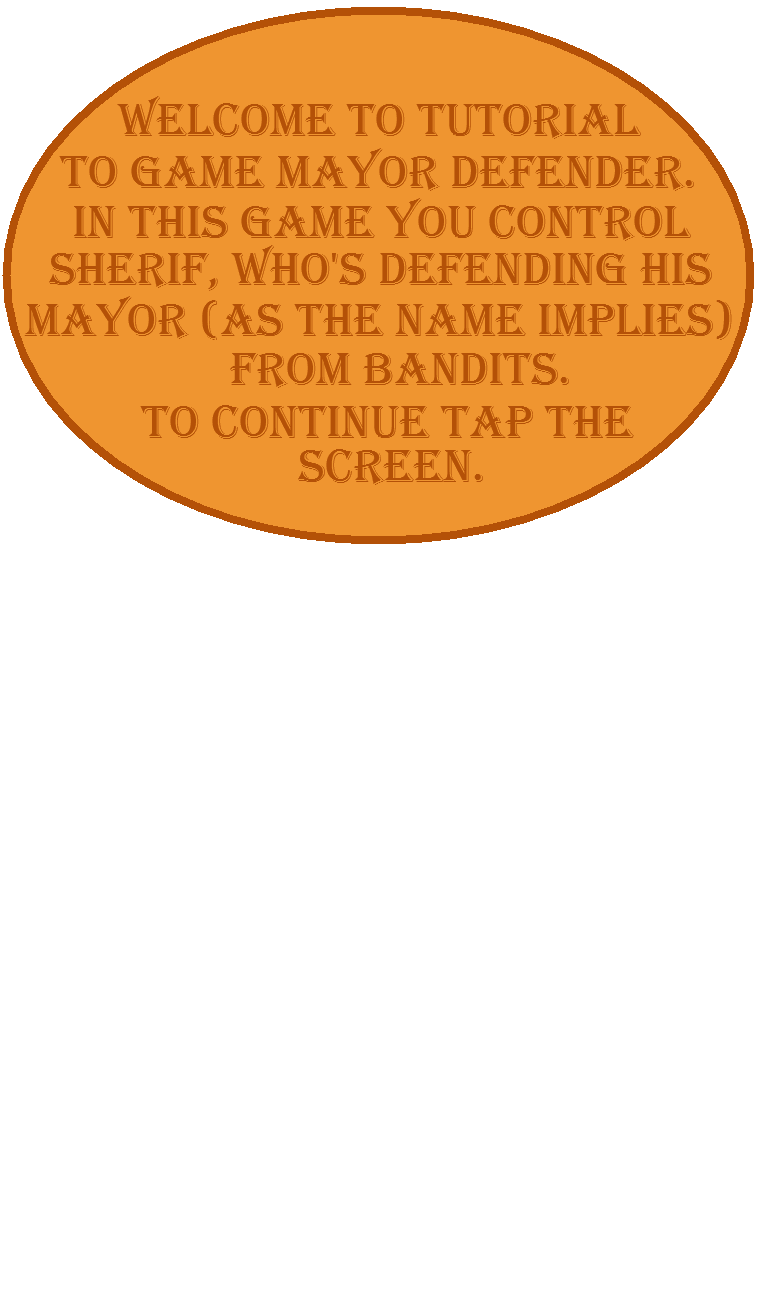 WELCOME TO TUTORIAL
TO GAME MAYOR DEFENDER.
IN THIS GAME YOU CONTROL
SHERIF, WHO'S DEFENDING HIS
MAYOR (AS THE NAME IMPLIES)
FROM BANDITS.
TO CONTINUE TAP THE
SCREEN.